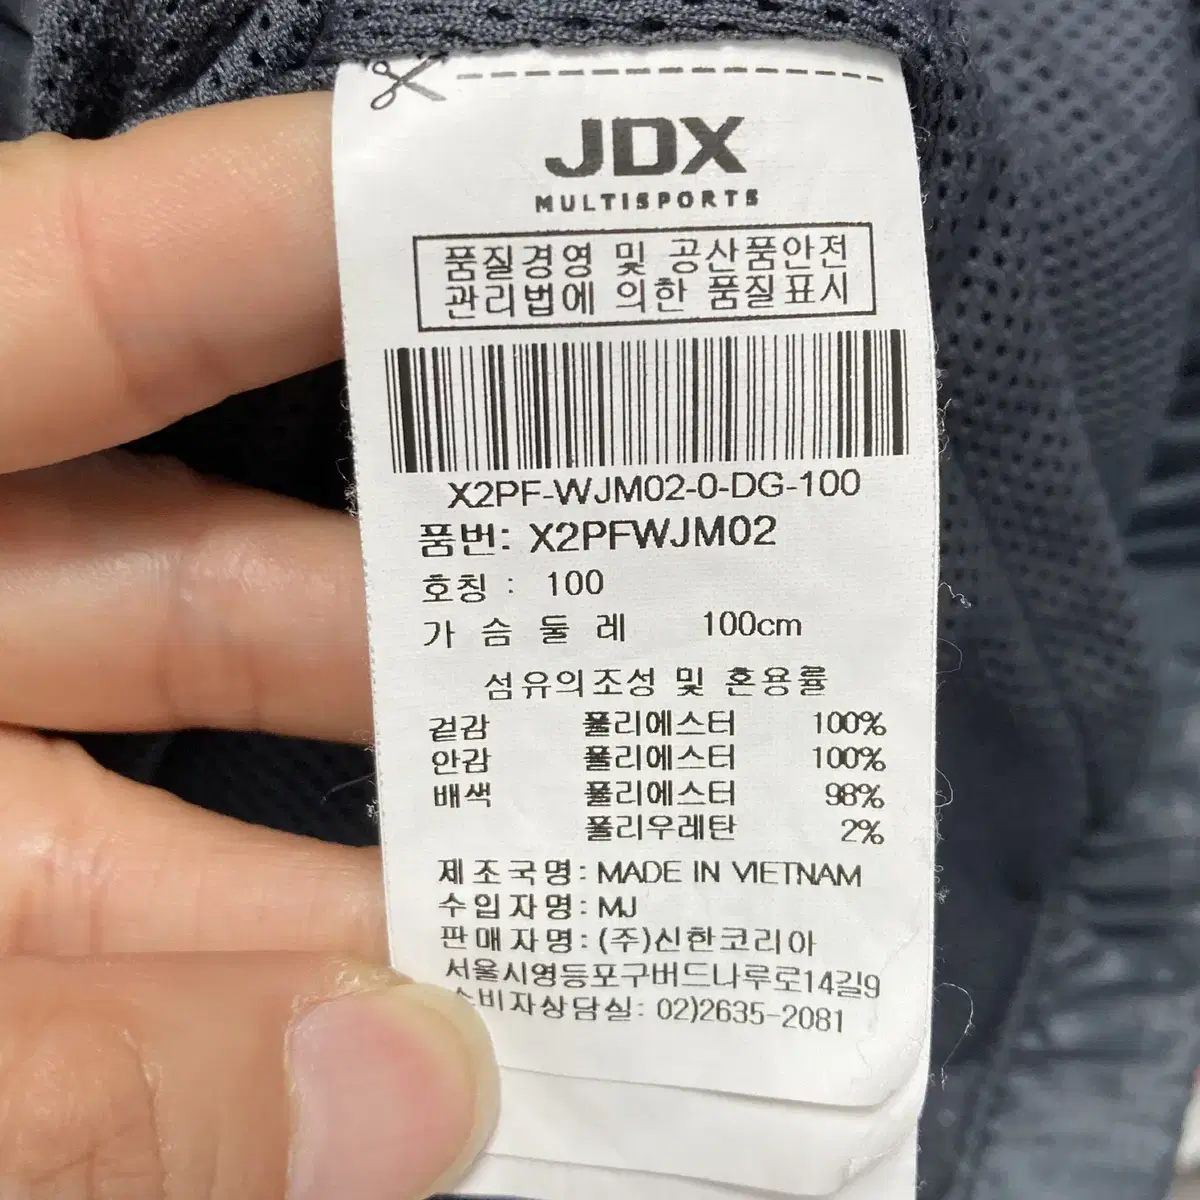 JDX
MULTISPORTS
품질경영 및 공산품안전
관리법에 의한 품질표시
X2PF-WJM02-0-DG-100
품번: X2PFWJM02
호칭 : 100
가 슴 둘 레 100cm
섬유의조성 및 혼용률
겉감 폴리에스터 100%
안감 폴리에스터 100%
배색 폴리에스터 98%
폴리우레탄 2%
제조국명: MADE IN VIETNAM
수입자명: MJ
판매자명: (주)신한코리아
서울시영등포구버드나루로14길9
소비자상담실: 02)2635-2081